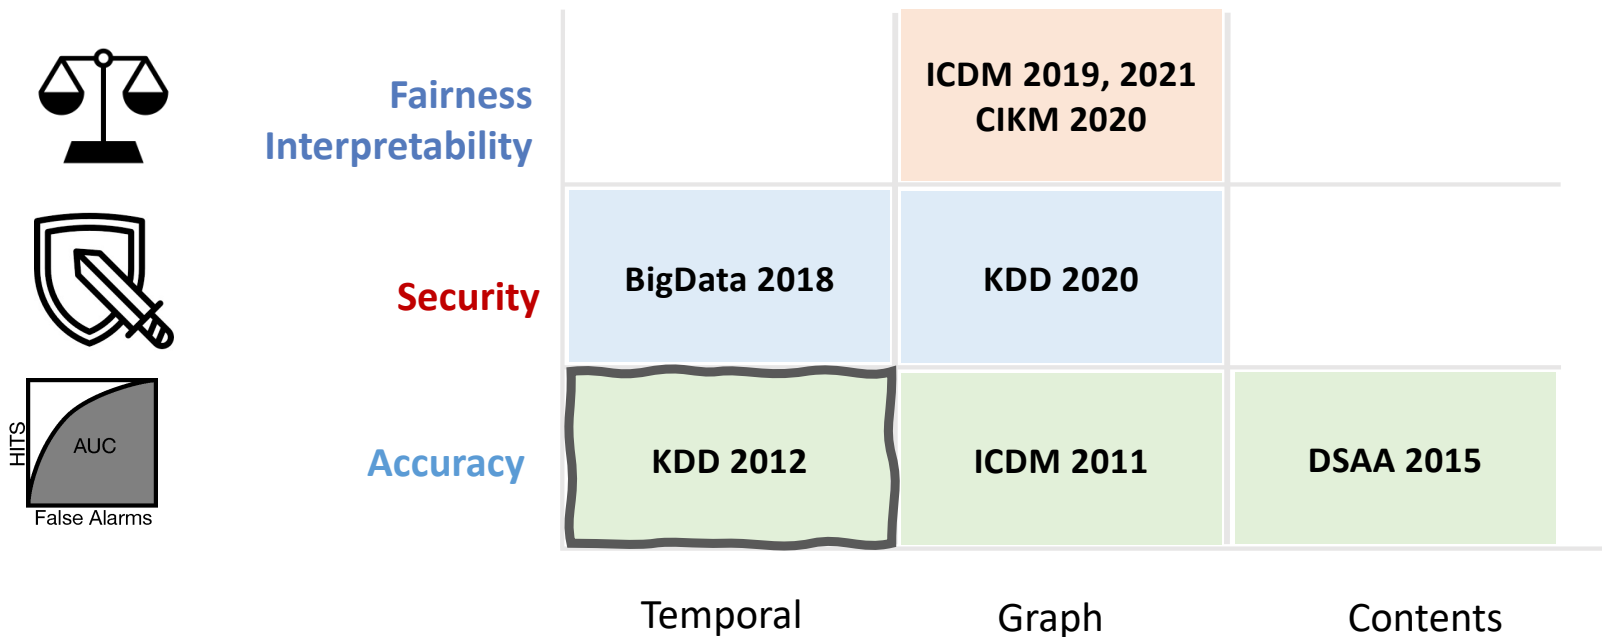 ICDM 2019, 2021
CIKM 2020
Fairness
Interpretability
BigData 2018
KDD 2020
Security
HITS
AUC
False Alarms
Accuracy
KDD 2012
ICDM 2011
DSAA 2015
Temporal
Graph
Contents